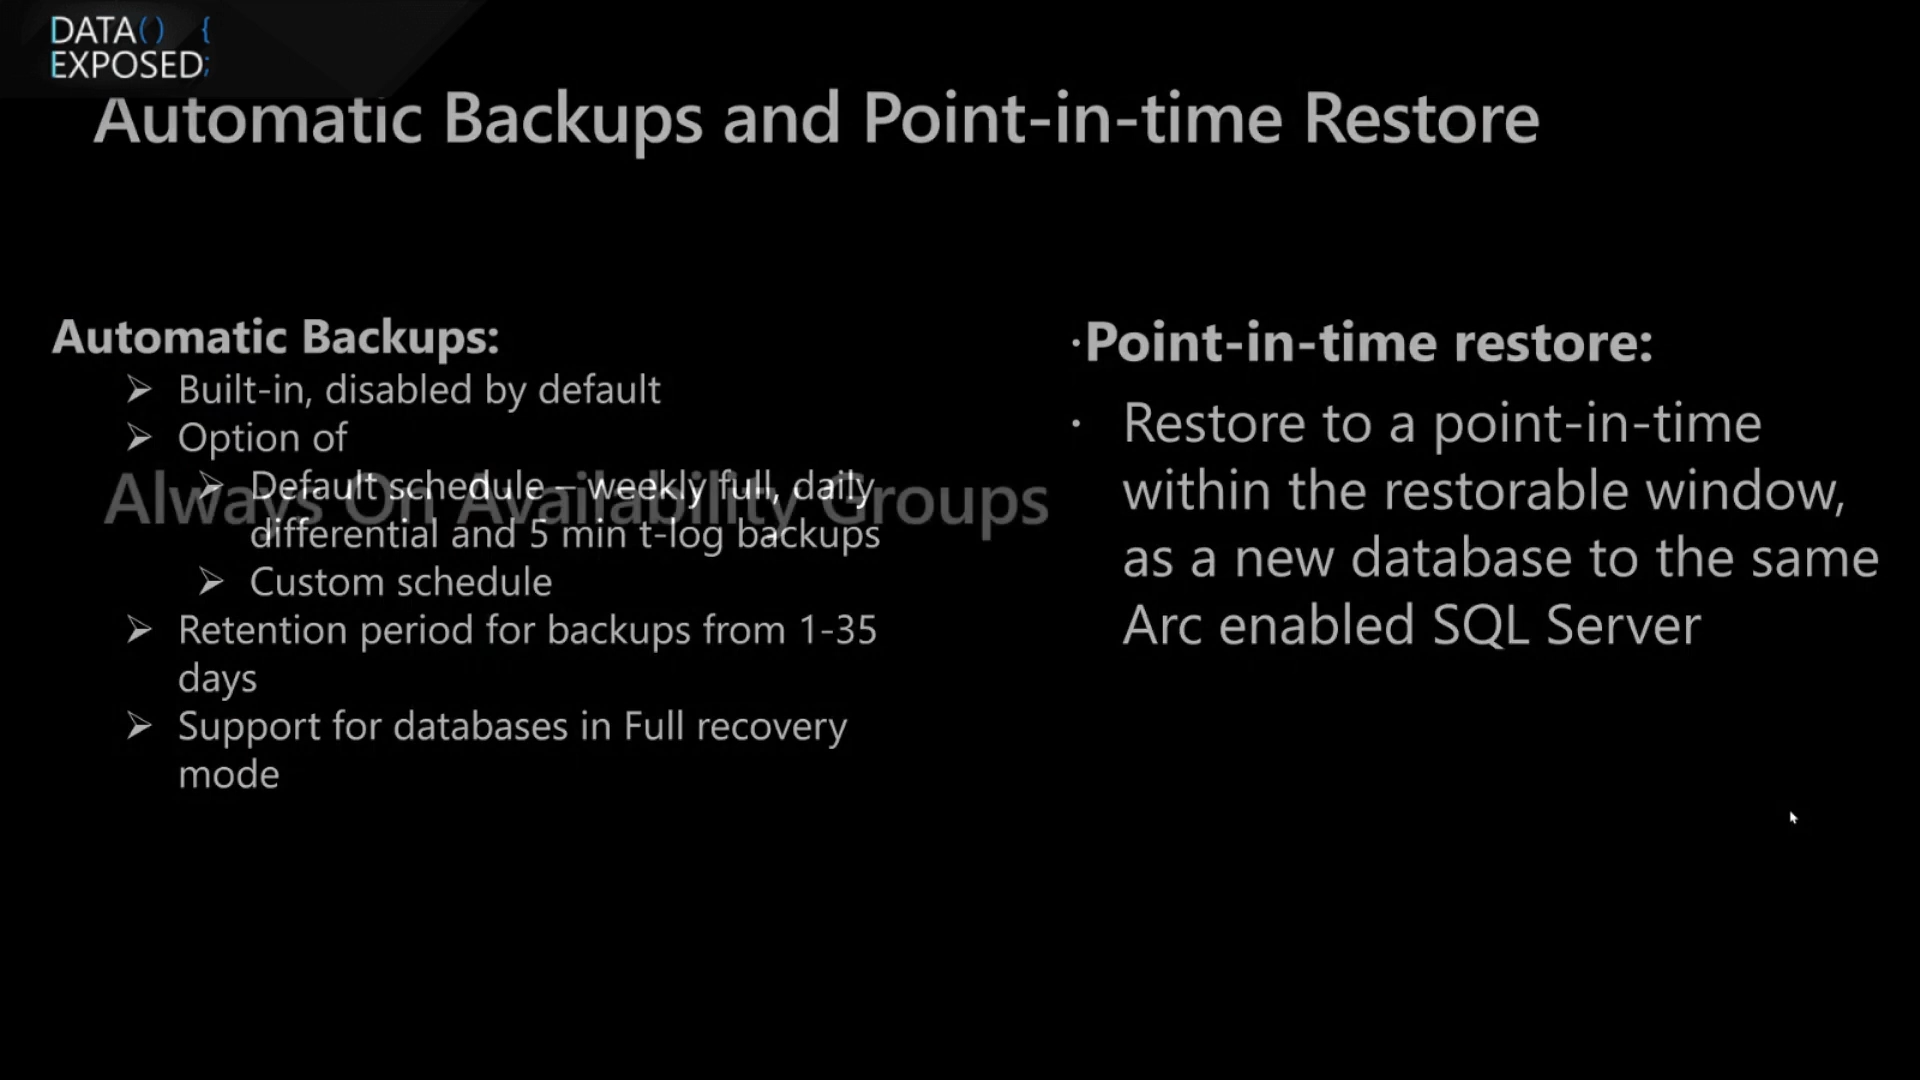 DATA() {
EXPOSED;
Automatic Backups and Point-in-time Restore
Automatic Backups:
➢ Built-in, disabled by default
➢ Option of
➢ Default schedule – weekly full, daily
differential and 5 min t-log backups
➢ Custom schedule
➢ Retention period for backups from 1-35
days
➢ Support for databases in Full recovery
mode
Always On Availability Groups
·Point-in-time restore:
· Restore to a point-in-time
within the restorable window,
as a new database to the same
Arc enabled SQL Server